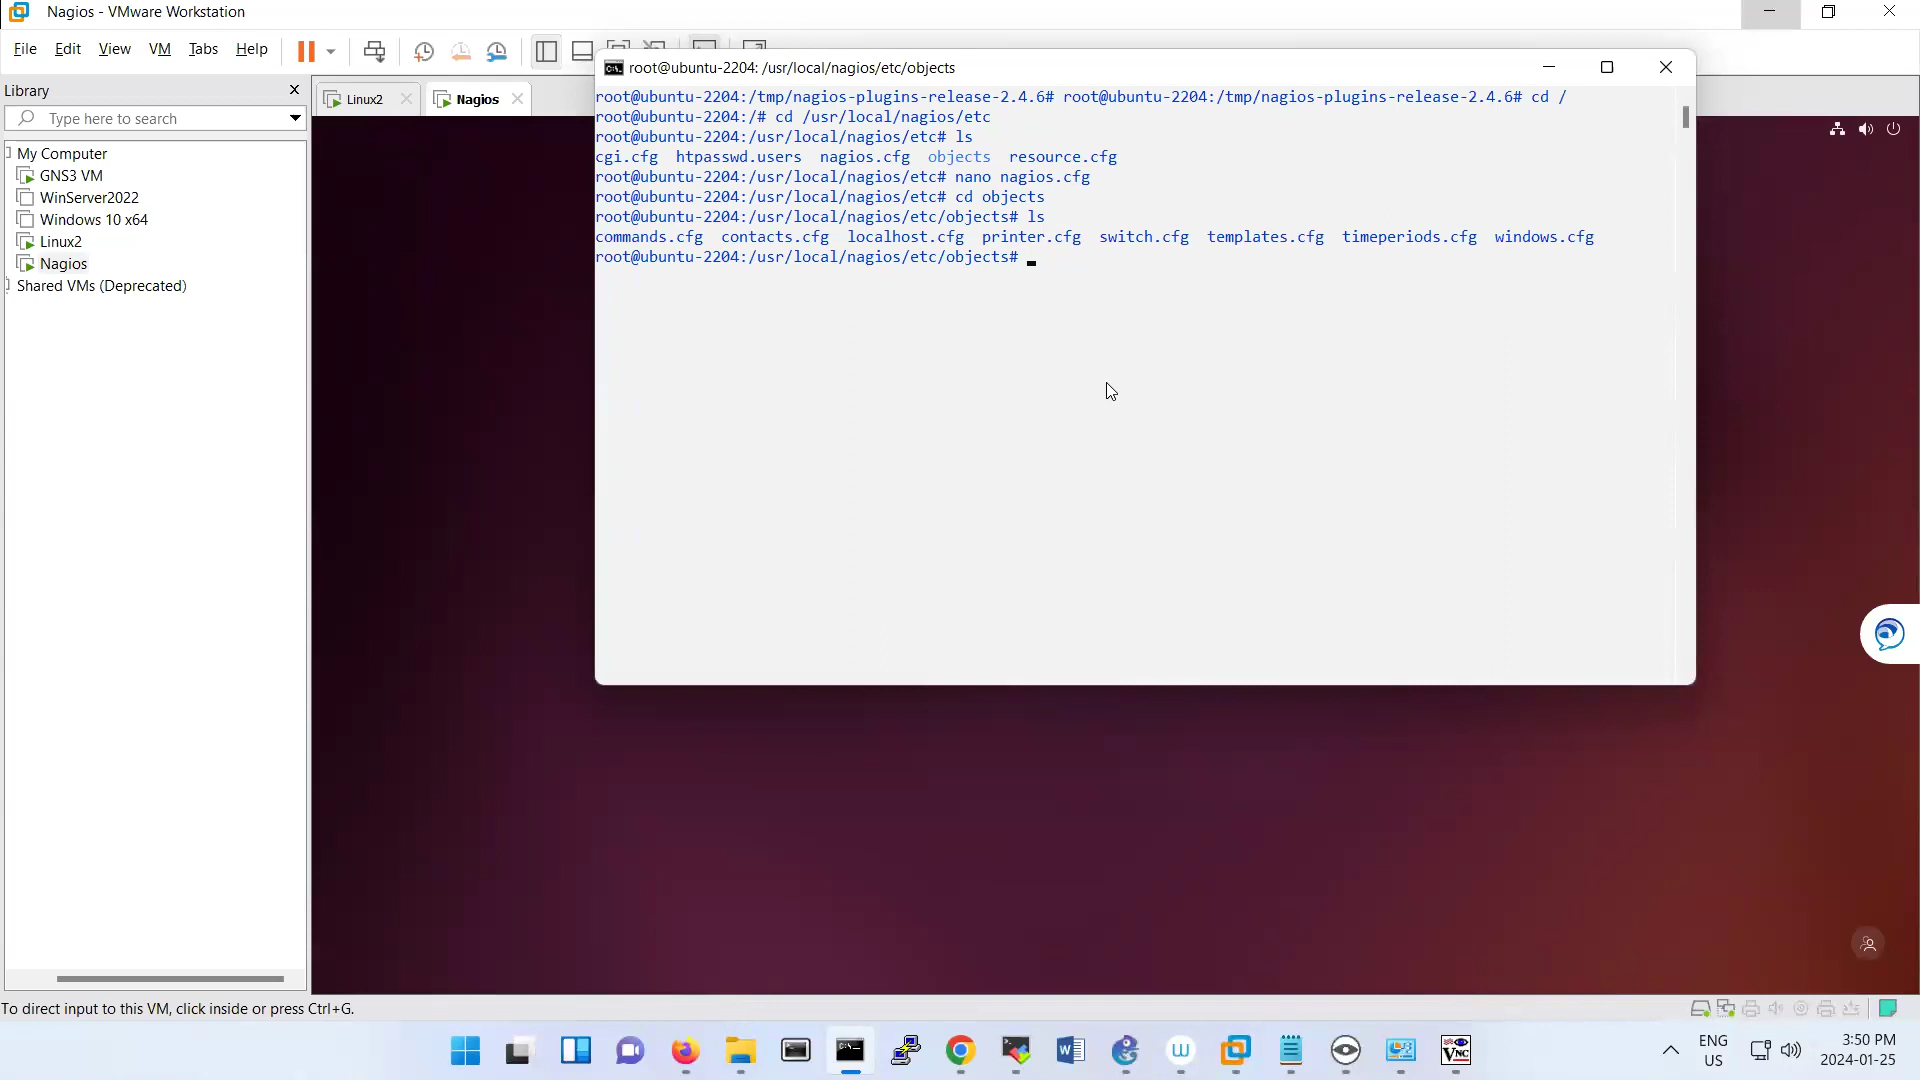 Nagios - VMware Workstation
File Edit View VM Tabs Help
root@ubuntu-2204: /usr/local/nagios/etc/objects
Library
Type here to search
My Computer
GNS3 VM
WinServer2022
Windows 10 x64
Linux2
Nagios
Shared VMs (Deprecated)
Linux2
Nagios
root@ubuntu-2204:/tmp/nagios-plugins-release-2.4.6# root@ubuntu-2204:/tmp/nagios-plugins-release-2.4.6# cd /
root@ubuntu-2204:/# cd /usr/local/nagios/etc
root@ubuntu-2204:/usr/local/nagios/etc# ls
cgi.cfg htpasswd.users nagios.cfg objects resource.cfg
root@ubuntu-2204:/usr/local/nagios/etc# nano nagios.cfg
root@ubuntu-2204:/usr/local/nagios/etc# cd objects
root@ubuntu-2204:/usr/local/nagios/etc/objects# ls
commands.cfg contacts.cfg localhost.cfg printer.cfg switch.cfg templates.cfg timeperiods.cfg windows.cfg
root@ubuntu-2204:/usr/local/nagios/etc/objects#
To direct input to this VM, click inside or press Ctrl+G.
ENG
US
3:50 PM
2024-01-25